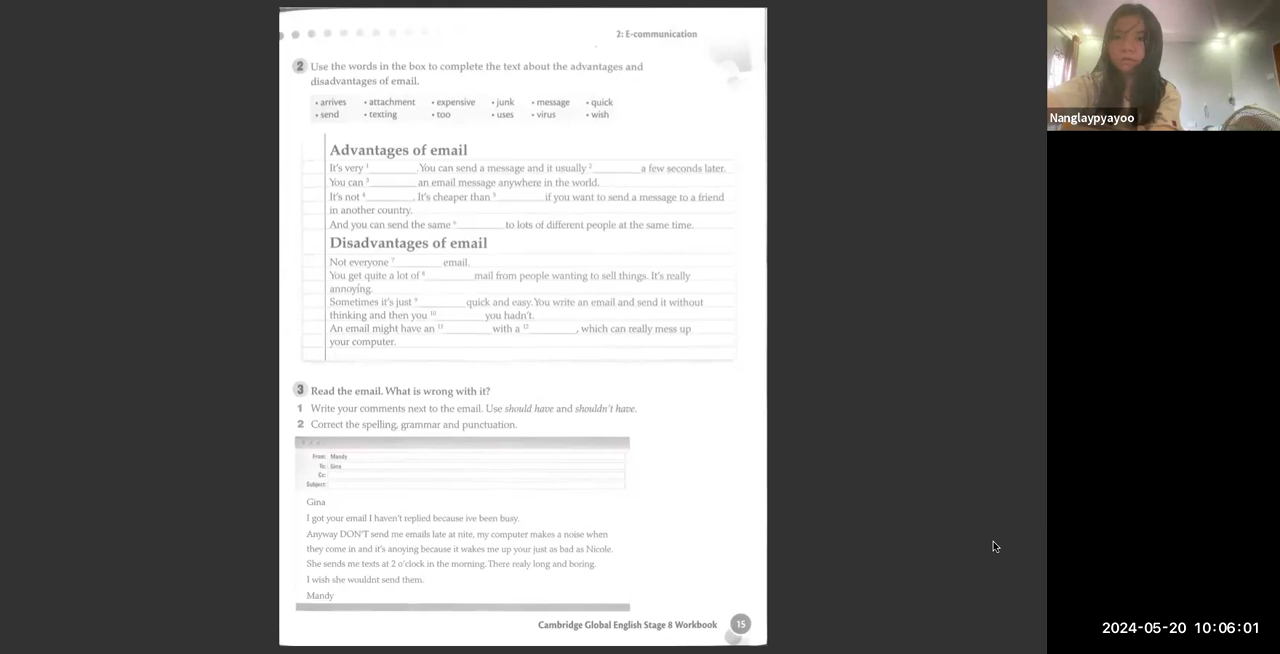 2: E-communication
2 Use the words in the box to complete the text about the advantages and
disadvantages of email.
• arrives • attachment • expensive • junk • message • quick
• send • texting • too • uses • virus • wish
Advantages of email
It's very 1________. You can send a message and it usually 2________ a few seconds later.
You can 3________ an email message anywhere in the world.
It's not 4________. It's cheaper than 5________ if you want to send a message to a friend
in another country.
And you can send the same 6________ to lots of different people at the same time.
Disadvantages of email
Not everyone 7________ email.
You get quite a lot of 8________ mail from people wanting to sell things. It's really
annoying.
Sometimes it's just 9________ quick and easy. You write an email and send it without
thinking and then you 10________ you hadn't.
An email might have an 11________ with a 12________, which can really mess up
your computer.
3 Read the email. What is wrong with it?
1 Write your comments next to the email. Use should have and shouldn't have.
2 Correct the spelling, grammar and punctuation.
From: Mandy
To: Gina
Cc:
Subject:
Gina
I got your email I haven't replied because ive been busy.
Anyway DON'T send me emails late at nite, my computer makes a noise when
they come in and it's anoying because it wakes me up your just as bad as Nicole.
She sends me texts at 2 o'clock in the morning. There realy long and boring.
I wish she wouldnt send them.
Mandy
Cambridge Global English Stage 8 Workbook 15
Nanglaypyayoo
2024-05-20 10:06:01